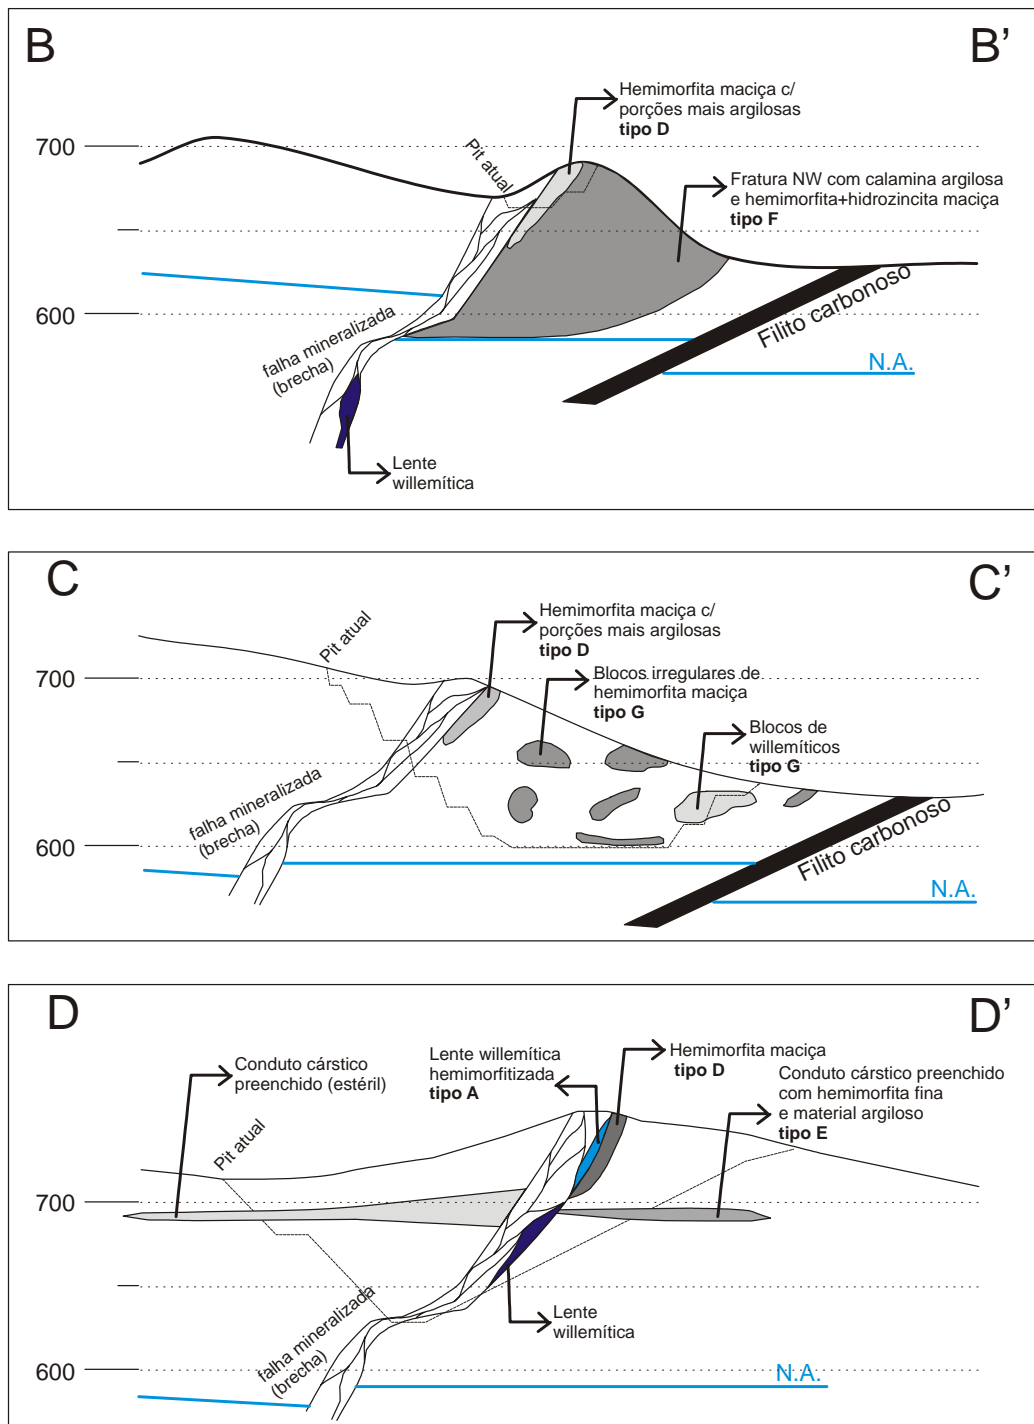 B
B’
Hemimorfita maciça c/
porções mais argilosas
tipo D
700
Pit atual
Fratura NW com calamina argilosa
e hemimorfita+hidrozincita maciça
tipo F
600
Filito carbonoso
falha mineralizada
(brecha)
N.A.
Lente
willemítica
C
C’
Hemimorfita maciça c/
porções mais argilosas
tipo D
Pit atual
700
Blocos irregulares de
hemimorfita maciça
tipo G
Blocos de
willemíticos
tipo G
falha mineralizada
(brecha)
600
Filito carbonoso
N.A.
D
D’
Conduto cárstico
preenchido (estéril)
Lente willemítica
hemimorfitizada
tipo A
Hemimorfita maciça
tipo D
Conduto cárstico preenchido
com hemimorfita fina
e material argiloso
tipo E
Pit atual
700
Lente
willemítica
falha mineralizada
(brecha)
600
N.A.